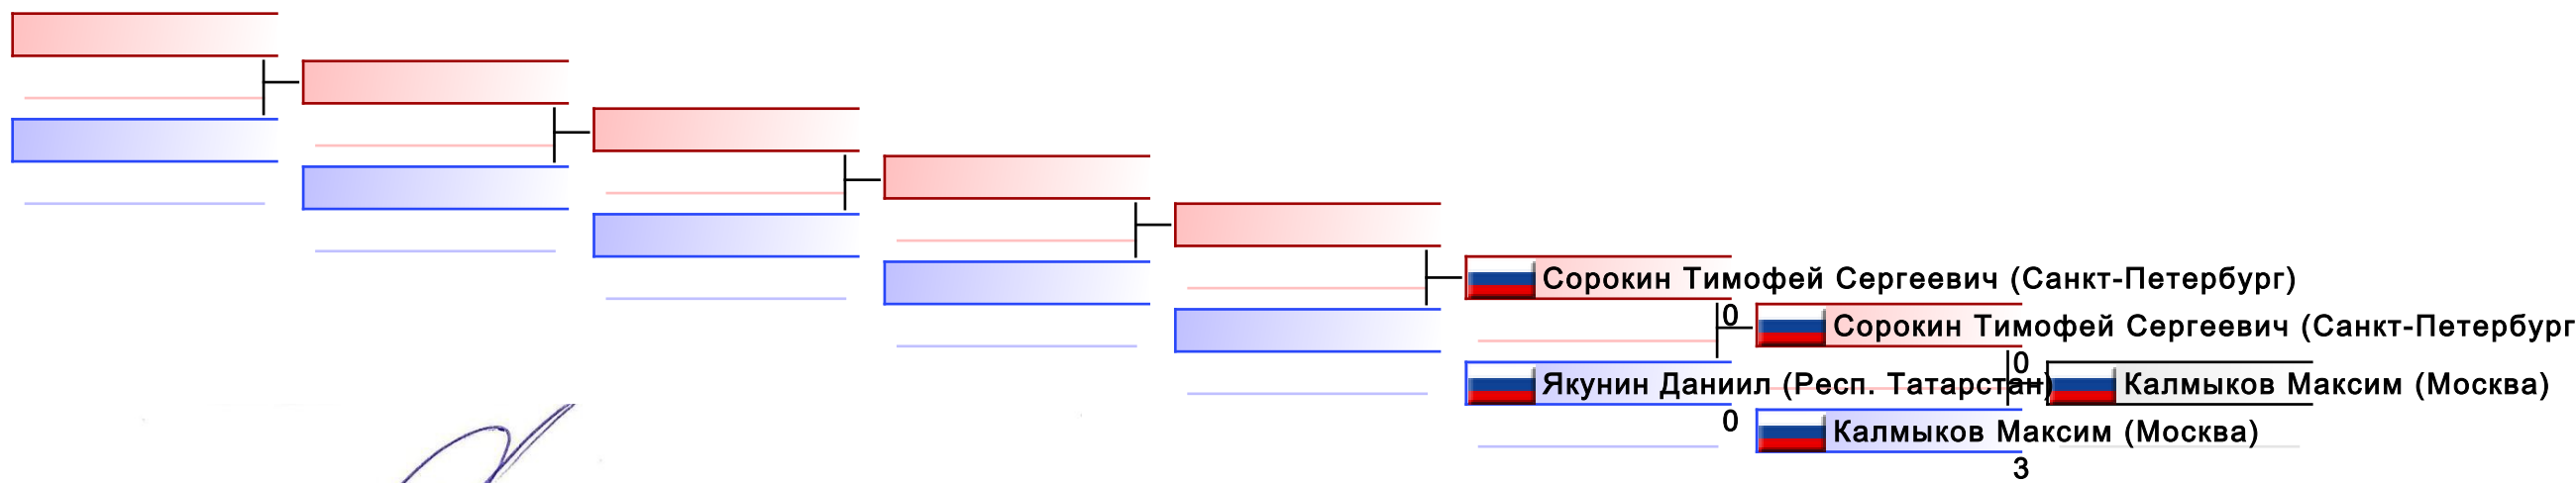 Сорокин Тимофей Сергеевич (Санкт-Петербург)
0
Сорокин Тимофей Сергеевич (Санкт-Петербург
0
Якунин Даниил (Респ. Татарстан)
Калмыков Максим (Москва)
0
Калмыков Максим (Москва)
3